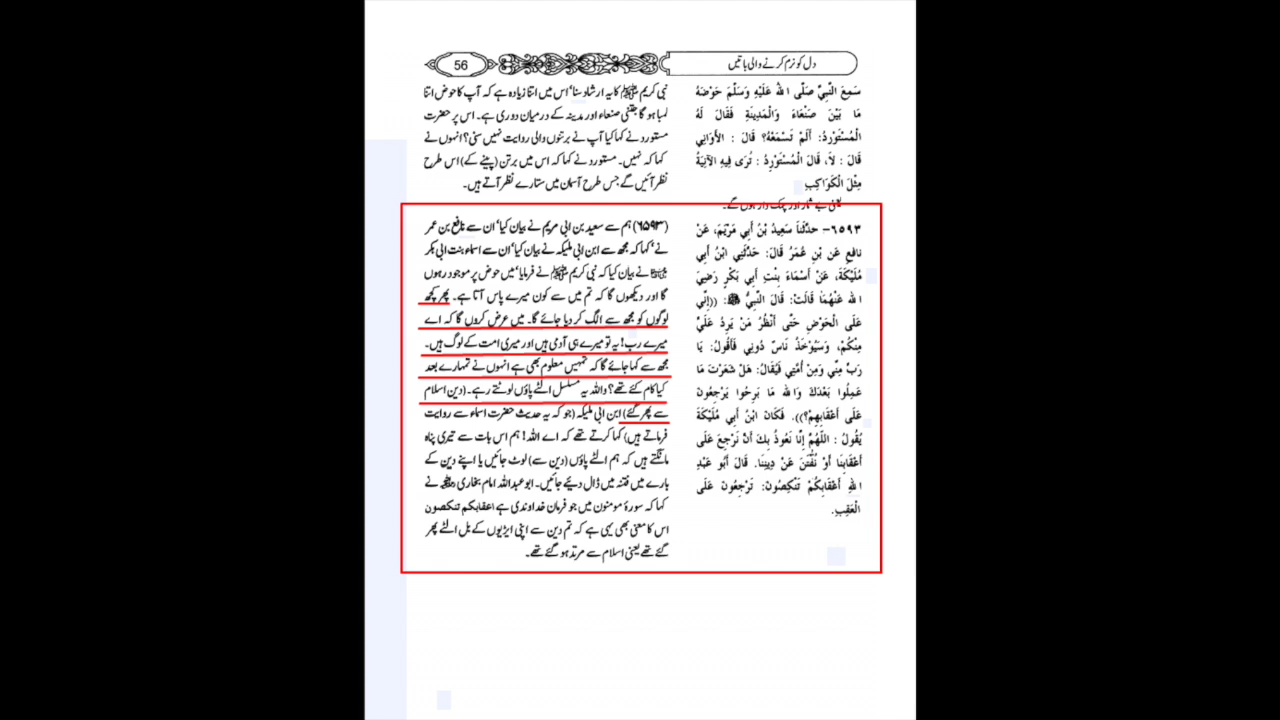 دل کو نرم کرنے والی باتیں
56
سَمِعَ النَّبِيَّ صَلَّى اللهُ عَلَيْهِ وَسَلَّمَ حَوْضُهُ
مَا بَيْنَ صَنْعَاءَ وَالْمَدِينَةِ فَقَالَ لَهُ
الْمُسْتَوْرِدُ: أَلَمْ تَسْمَعْهُ؟ قَالَ : الأَوَانِي
قَالَ : لاَ، قَالَ الْمُسْتَوْرِدُ : تُرَى فِيهِ الآنِيَةُ
مِثْلَ الْكَوَاكِبِ
یعنی بے شمار اور چمک دار ہوں گے۔
نبی کریم ﷺ کا یہ ارشاد سنا‘ اس میں اتنا زیادہ ہے کہ آپ کا حوض اتنا
لمبا ہو گا جتنی صنعاء اور مدینہ کے درمیان دوری ہے۔ اس پر حضرت
مستورد نے کہا کیا آپ نے برتنوں والی روایت نہیں سنی؟ انہوں نے
کہا کہ نہیں۔ مستورد نے کہا کہ اس میں برتن (پینے کے) اس طرح
نظر آئیں گے جس طرح آسمان میں ستارے نظر آتے ہیں۔
٦٥٩٣- حَدَّثَنَا سَعِيدُ بْنُ أَبِي مَرْيَمَ، عَنْ
نَافِعٍ عَنِ بْنِ عُمَرَ قَالَ: حَدَّثَنِي ابْنُ أَبِي
مُلَيْكَةَ، عَنْ أَسْمَاءَ بِنْتِ أَبِي بَكْرٍ رَضِيَ
اللهُ عَنْهُمَا قَالَتْ: قَالَ النَّبِيُّ ﷺ: ((إِنِّي
عَلَى الْحَوْضِ حَتَّى أَنْظُرَ مَنْ يَرِدُ عَلَيَّ
مِنْكُمْ، وَسَيُؤْخَذُ نَاسٌ دُونِي فَأَقُولُ: يَا
رَبِّ مِنِّي وَمِنْ أُمَّتِي فَيُقَالُ: هَلْ شَعَرْتَ مَا
عَمِلُوا بَعْدَكَ وَاللهِ مَا بَرِحُوا يَرْجِعُونَ
عَلَى أَعْقَابِهِمْ؟)). فَكَانَ ابْنُ أَبِي مُلَيْكَةَ
يَقُولُ : اللَّهُمَّ إِنَّا نَعُوذُ بِكَ أَنْ نَرْجِعَ عَلَى
أَعْقَابِنَا أَوْ نُفْتَنَ عَنْ دِينِنَا. قَالَ أَبُو عَبْدِ
اللهِ أَعْقَابِكُمْ تَنْكِصُونَ: تَرْجِعُونَ عَلَى
الْعَقِبِ.
(۶۵۹۳) ہم سے سعید بن ابی مریم نے بیان کیا‘ ان سے نافع بن عمر
نے‘ کہا کہ مجھ سے ابن ابی ملیکہ نے بیان کیا‘ ان سے اسماء بنت ابی بکر
نے بیان کیا کہ نبی کریم ﷺ نے فرمایا‘ میں حوض پر موجود رہوں
گا اور دیکھوں گا کہ تم میں سے کون میرے پاس آتا ہے۔ پھر کچھ
لوگوں کو مجھ سے الگ کر دیا جائے گا۔ میں عرض کروں گا کہ اے
میرے رب! یہ تو میرے ہی آدمی ہیں اور میری امت کے لوگ ہیں۔
مجھ سے کہا جائے گا کہ تمہیں معلوم بھی ہے انہوں نے تمہارے بعد
کیا کام کئے تھے؟ واللہ یہ مسلسل الٹے پاؤں لوٹتے رہے۔ (دین اسلام
سے پھر گئے) ابن ابی ملیکہ (جو کہ یہ حدیث حضرت اسماء سے روایت
فرماتے ہیں) کہا کرتے تھے کہ اے اللہ! ہم اس بات سے تیری پناہ
مانگتے ہیں کہ ہم الٹے پاؤں (دین سے) لوٹ جائیں یا اپنے دین کے
بارے میں فتنہ میں ڈال دیئے جائیں۔ ابو عبداللہ امام بخاری نے
کہا کہ سورۂ مومنون میں جو فرمان خداوندی ہے اعقابکم تنکصون
اس کا معنی بھی یہی ہے کہ تم دین سے اپنی ایڑیوں کے بل الٹے پھر
گئے تھے یعنی اسلام سے مرتد ہو گئے تھے۔